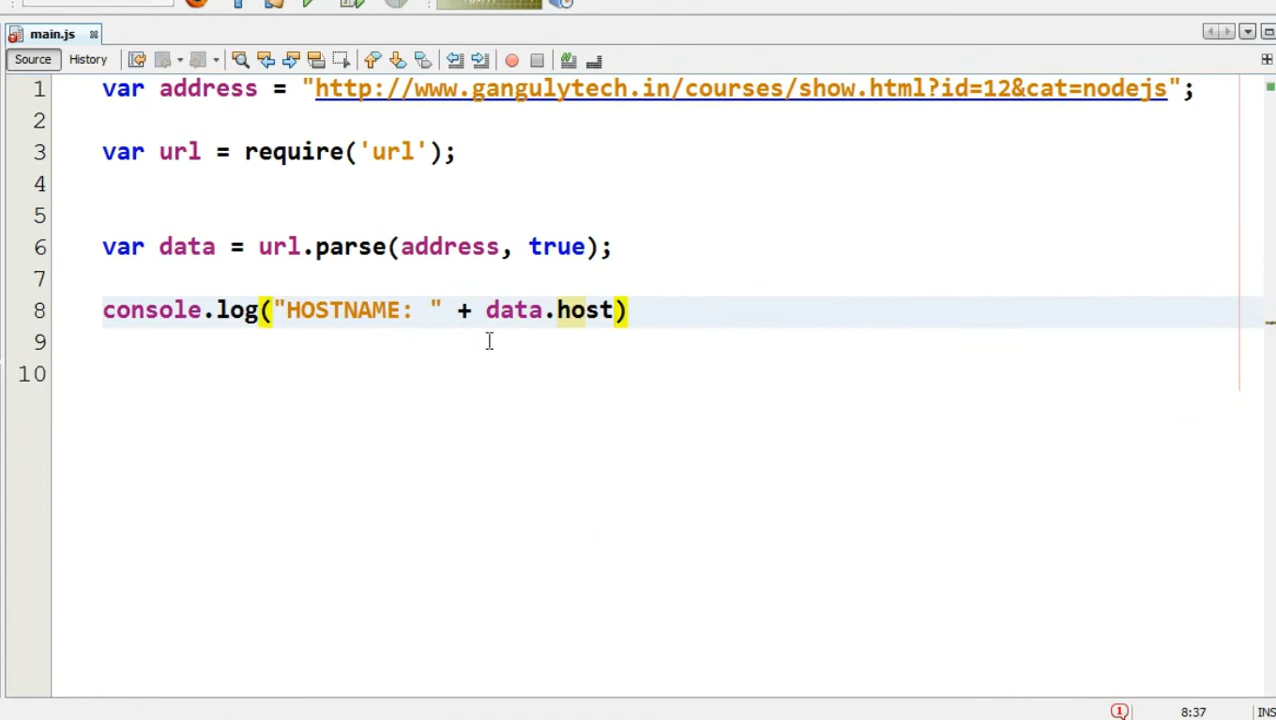 main.js
Source History
1 var address = "http://www.gangulytech.in/courses/show.html?id=12&cat=nodejs";
2
3 var url = require('url');
4
5
6 var data = url.parse(address, true);
7
8 console.log("HOSTNAME: " + data.host)
9
10
8:37 INS